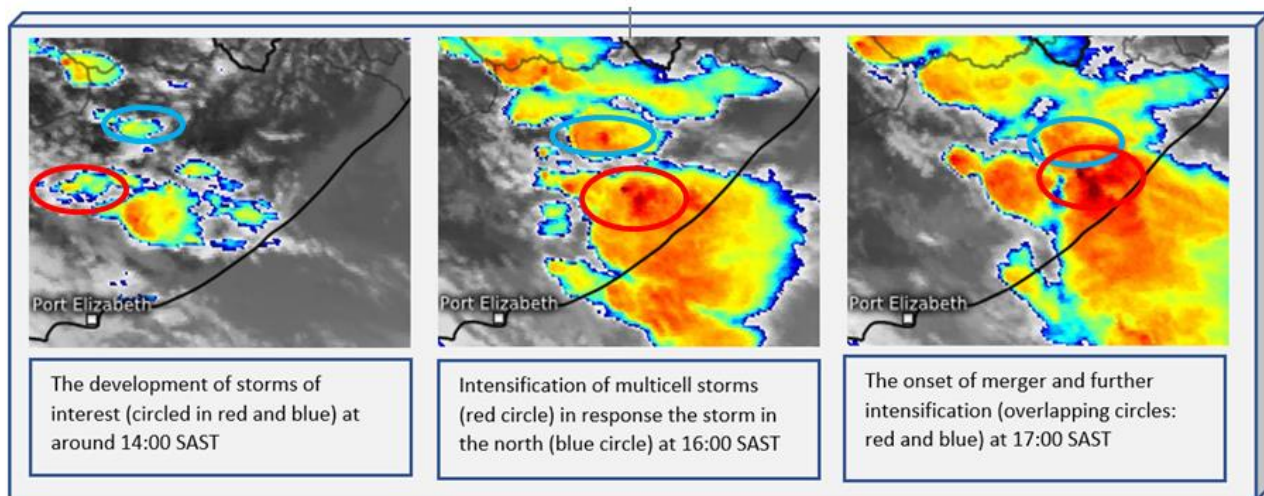 Port Elizabeth
Port Elizabeth
Port Elizabeth
The development of storms of
interest (circled in red and blue) at
around 14:00 SAST
Intensification of multicell storms
(red circle) in response the storm in
the north (blue circle) at 16:00 SAST
The onset of merger and further
intensification (overlapping circles:
red and blue) at 17:00 SAST